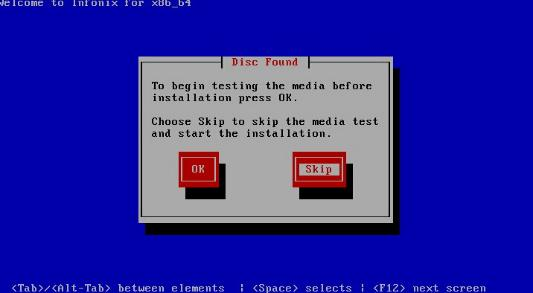 Welcome to Infonix for x86_64
Disc Found
To begin testing the media before
installation press OK.
Choose Skip to skip the media test
and start the installation.
OK Skip
<Tab>/<Alt-Tab> between elements | <Space> selects | <F12> next screen